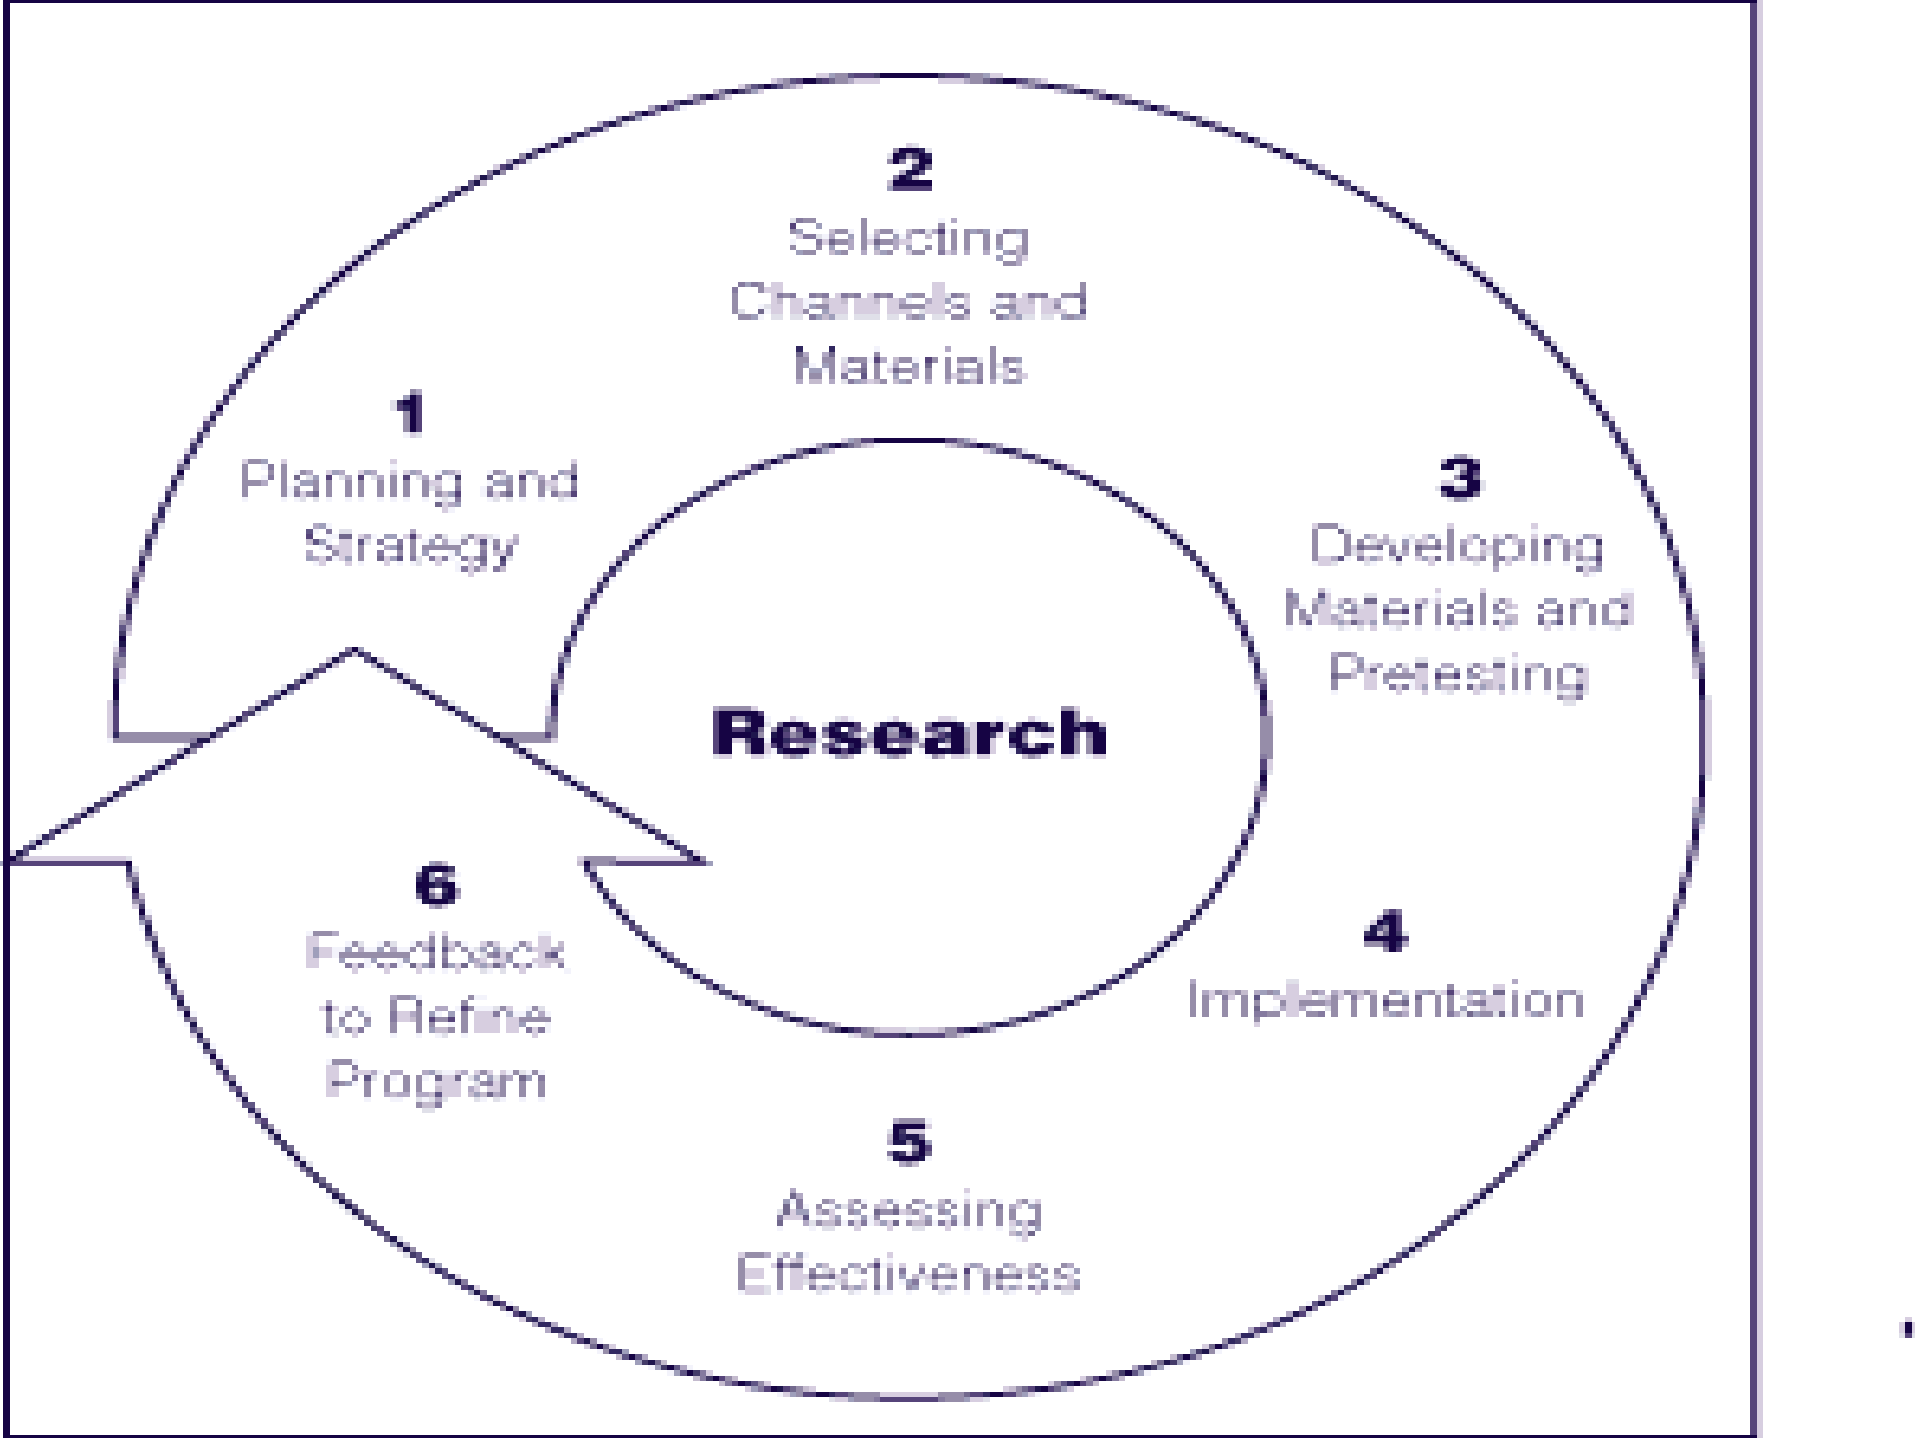 1
Planning and
Strategy
2
Selecting
Channels and
Materials
3
Developing
Materials and
Pretesting
4
Implementation
5
Assessing
Effectiveness
6
Feedback
to Refine
Program
Research